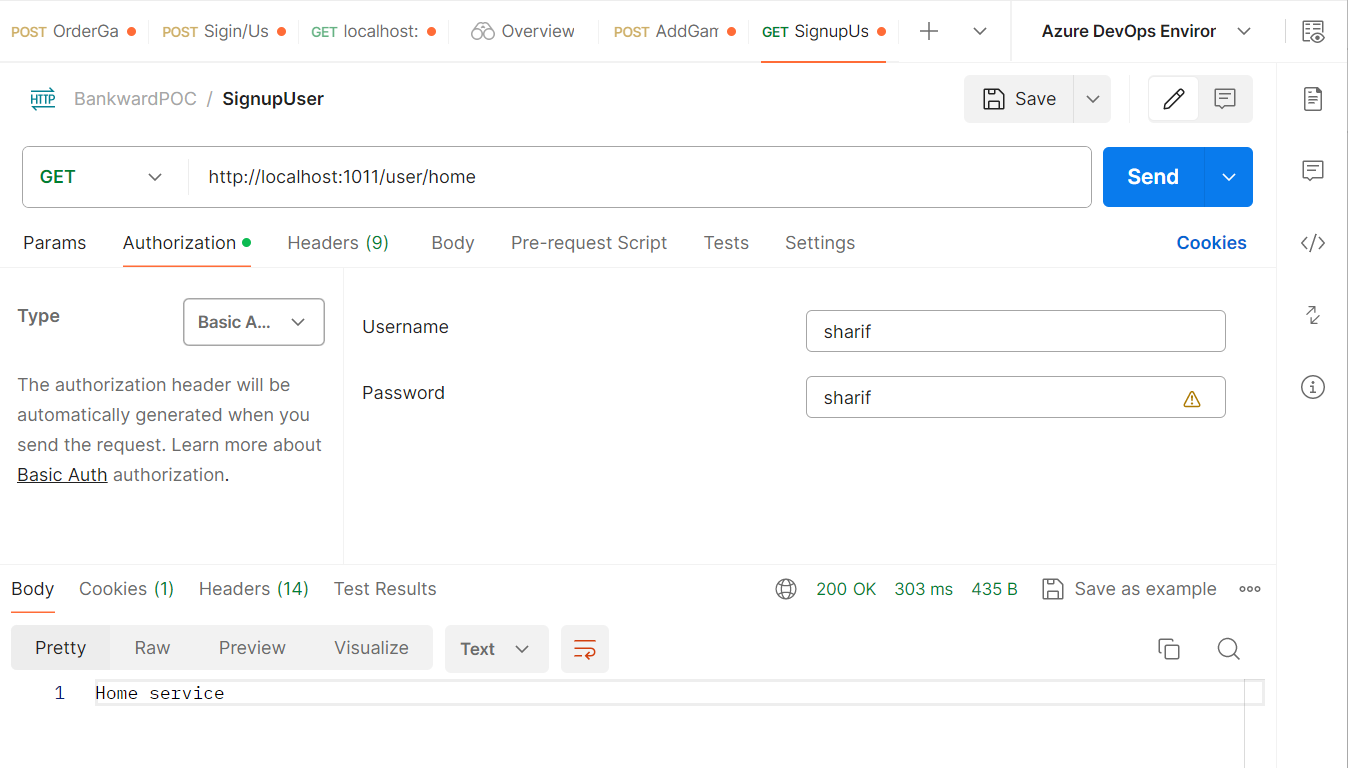 POST OrderGa POST Sigin/Us GET localhost: Overview POST AddGam GET SignupUs Azure DevOps Enviror
HTTP BankwardPOC / SignupUser Save
GET http://localhost:1011/user/home Send
Params Authorization Headers (9) Body Pre-request Script Tests Settings Cookies
Type Basic A...
Username sharif
Password sharif
The authorization header will be
automatically generated when you
send the request. Learn more about
Basic Auth authorization.
Body Cookies (1) Headers (14) Test Results 200 OK 303 ms 435 B Save as example
Pretty Raw Preview Visualize Text
1 Home service